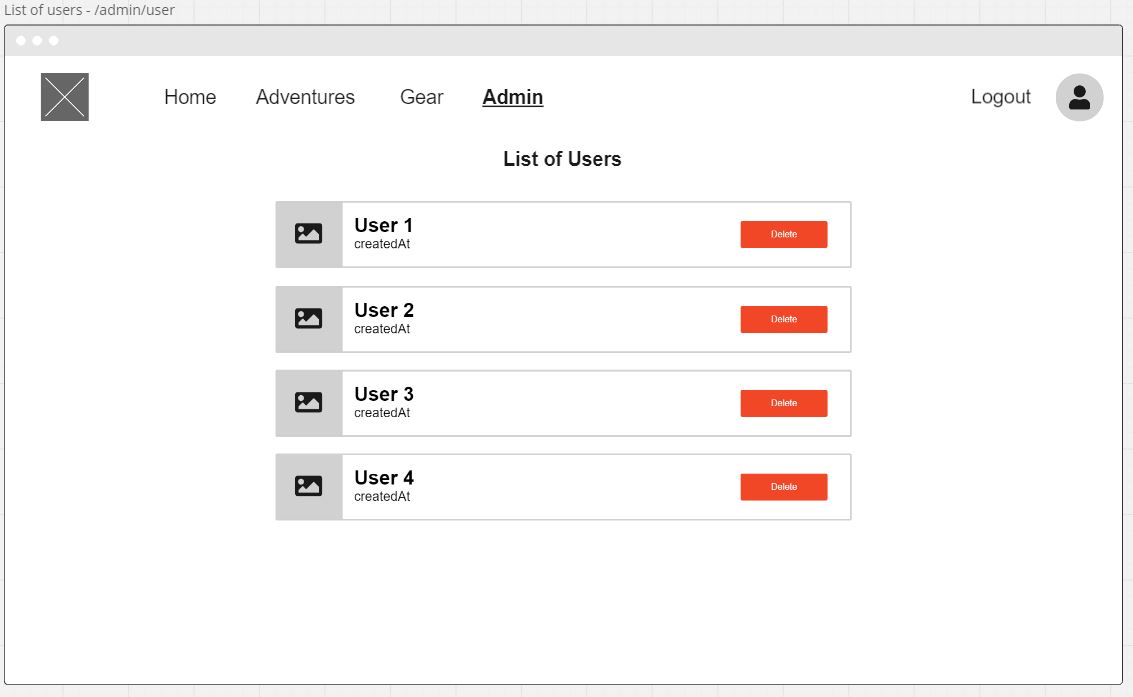 List of users - /admin/user
Home Adventures Gear Admin Logout
List of Users
User 1
createdAt
Delete
User 2
createdAt
Delete
User 3
createdAt
Delete
User 4
createdAt
Delete